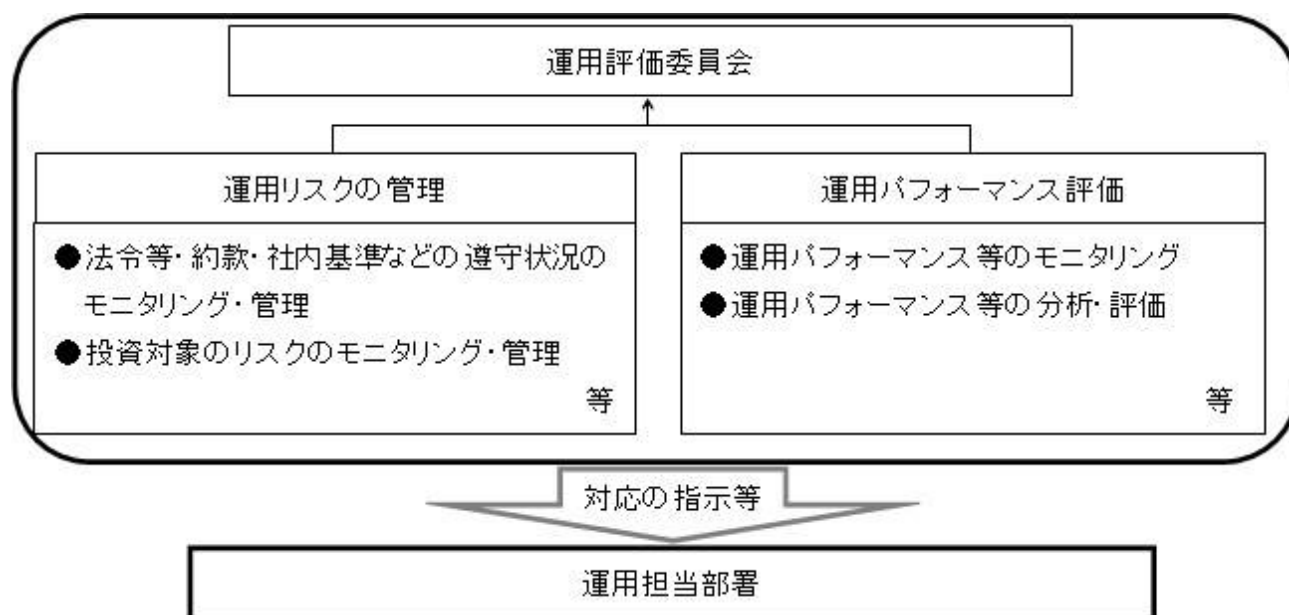 運用評価委員会
運用リスクの管理
●法令等・約款・社内基準などの遵守状況の
モニタリング・管理
●投資対象のリスクのモニタリング・管理
等
運用パフォーマンス評価
●運用パフォーマンス等のモニタリング
●運用パフォーマンス等の分析・評価
等
対応の指示等
運用担当部署